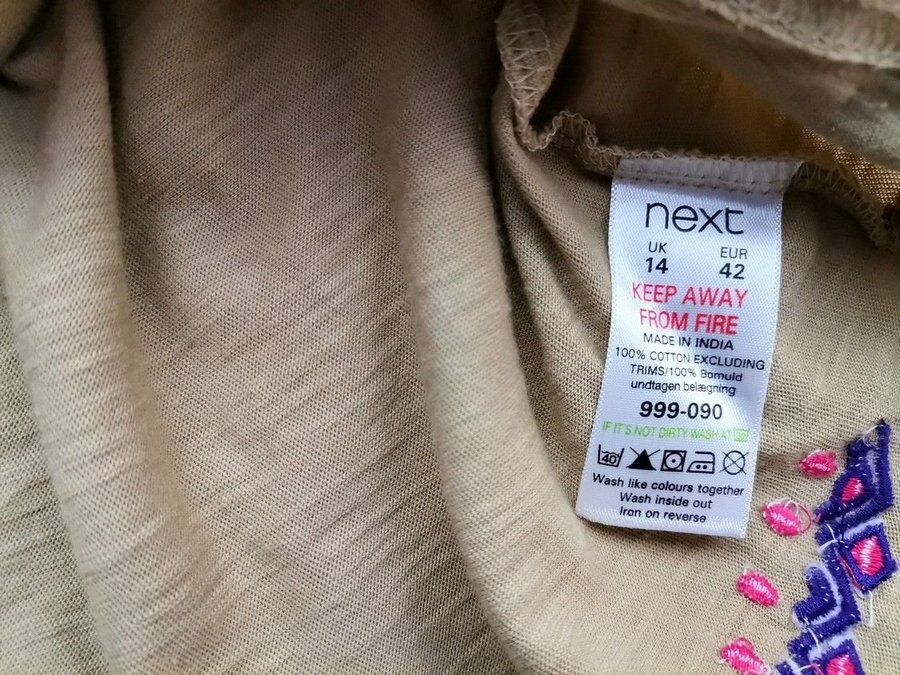 next
UK EUR
14 42
KEEP AWAY
FROM FIRE
MADE IN INDIA
100% COTTON EXCLUDING
TRIMS/100% Bomuld
undtagen belægning
999-090
IF IT'S NOT DIRTY WASH AT
40
Wash like colours together
Wash inside out
Iron on reverse